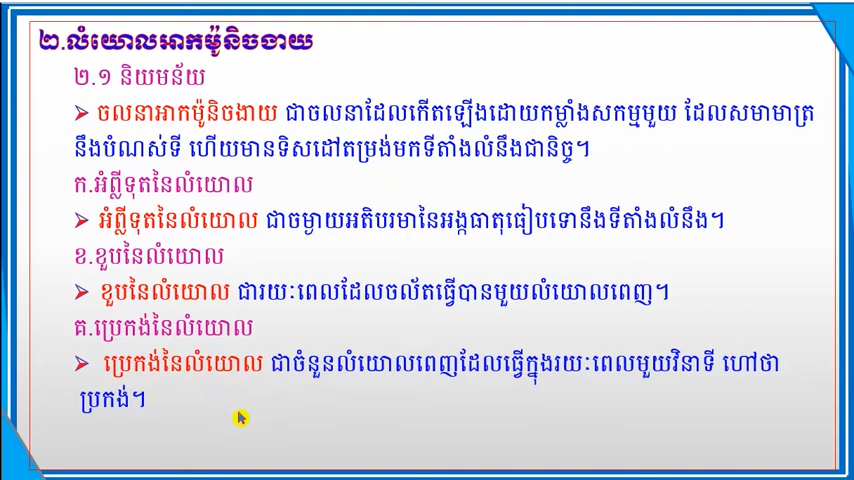 ២.លំយោលអាកម៉ូនិចងាយ
២.១ និយមន័យ
➢ ចលនាអាកម៉ូនិចងាយ ជាចលនាដែលកើតឡើងដោយកម្លាំងសកម្មមួយ ដែលសមាមាត្រ
នឹងបំណស់ទី ហើយមានទិសដៅតម្រង់មកទីតាំងលំនឹងជានិច្ច។
ក.អំព្លីទុតនៃលំយោល
➢ អំព្លីទុតនៃលំយោល ជាចម្ងាយអតិបរមានៃអង្គធាតុធៀបទៅនឹងទីតាំងលំនឹង។
ខ.ខួបនៃលំយោល
➢ ខួបនៃលំយោល ជារយៈពេលដែលចល័តធ្វើបានមួយលំយោលពេញ។
គ.ប្រេកង់នៃលំយោល
➢ ប្រេកង់នៃលំយោល ជាចំនួនលំយោលពេញដែលធ្វើក្នុងរយៈពេលមួយវិនាទី ហៅថា
ប្រកង់។